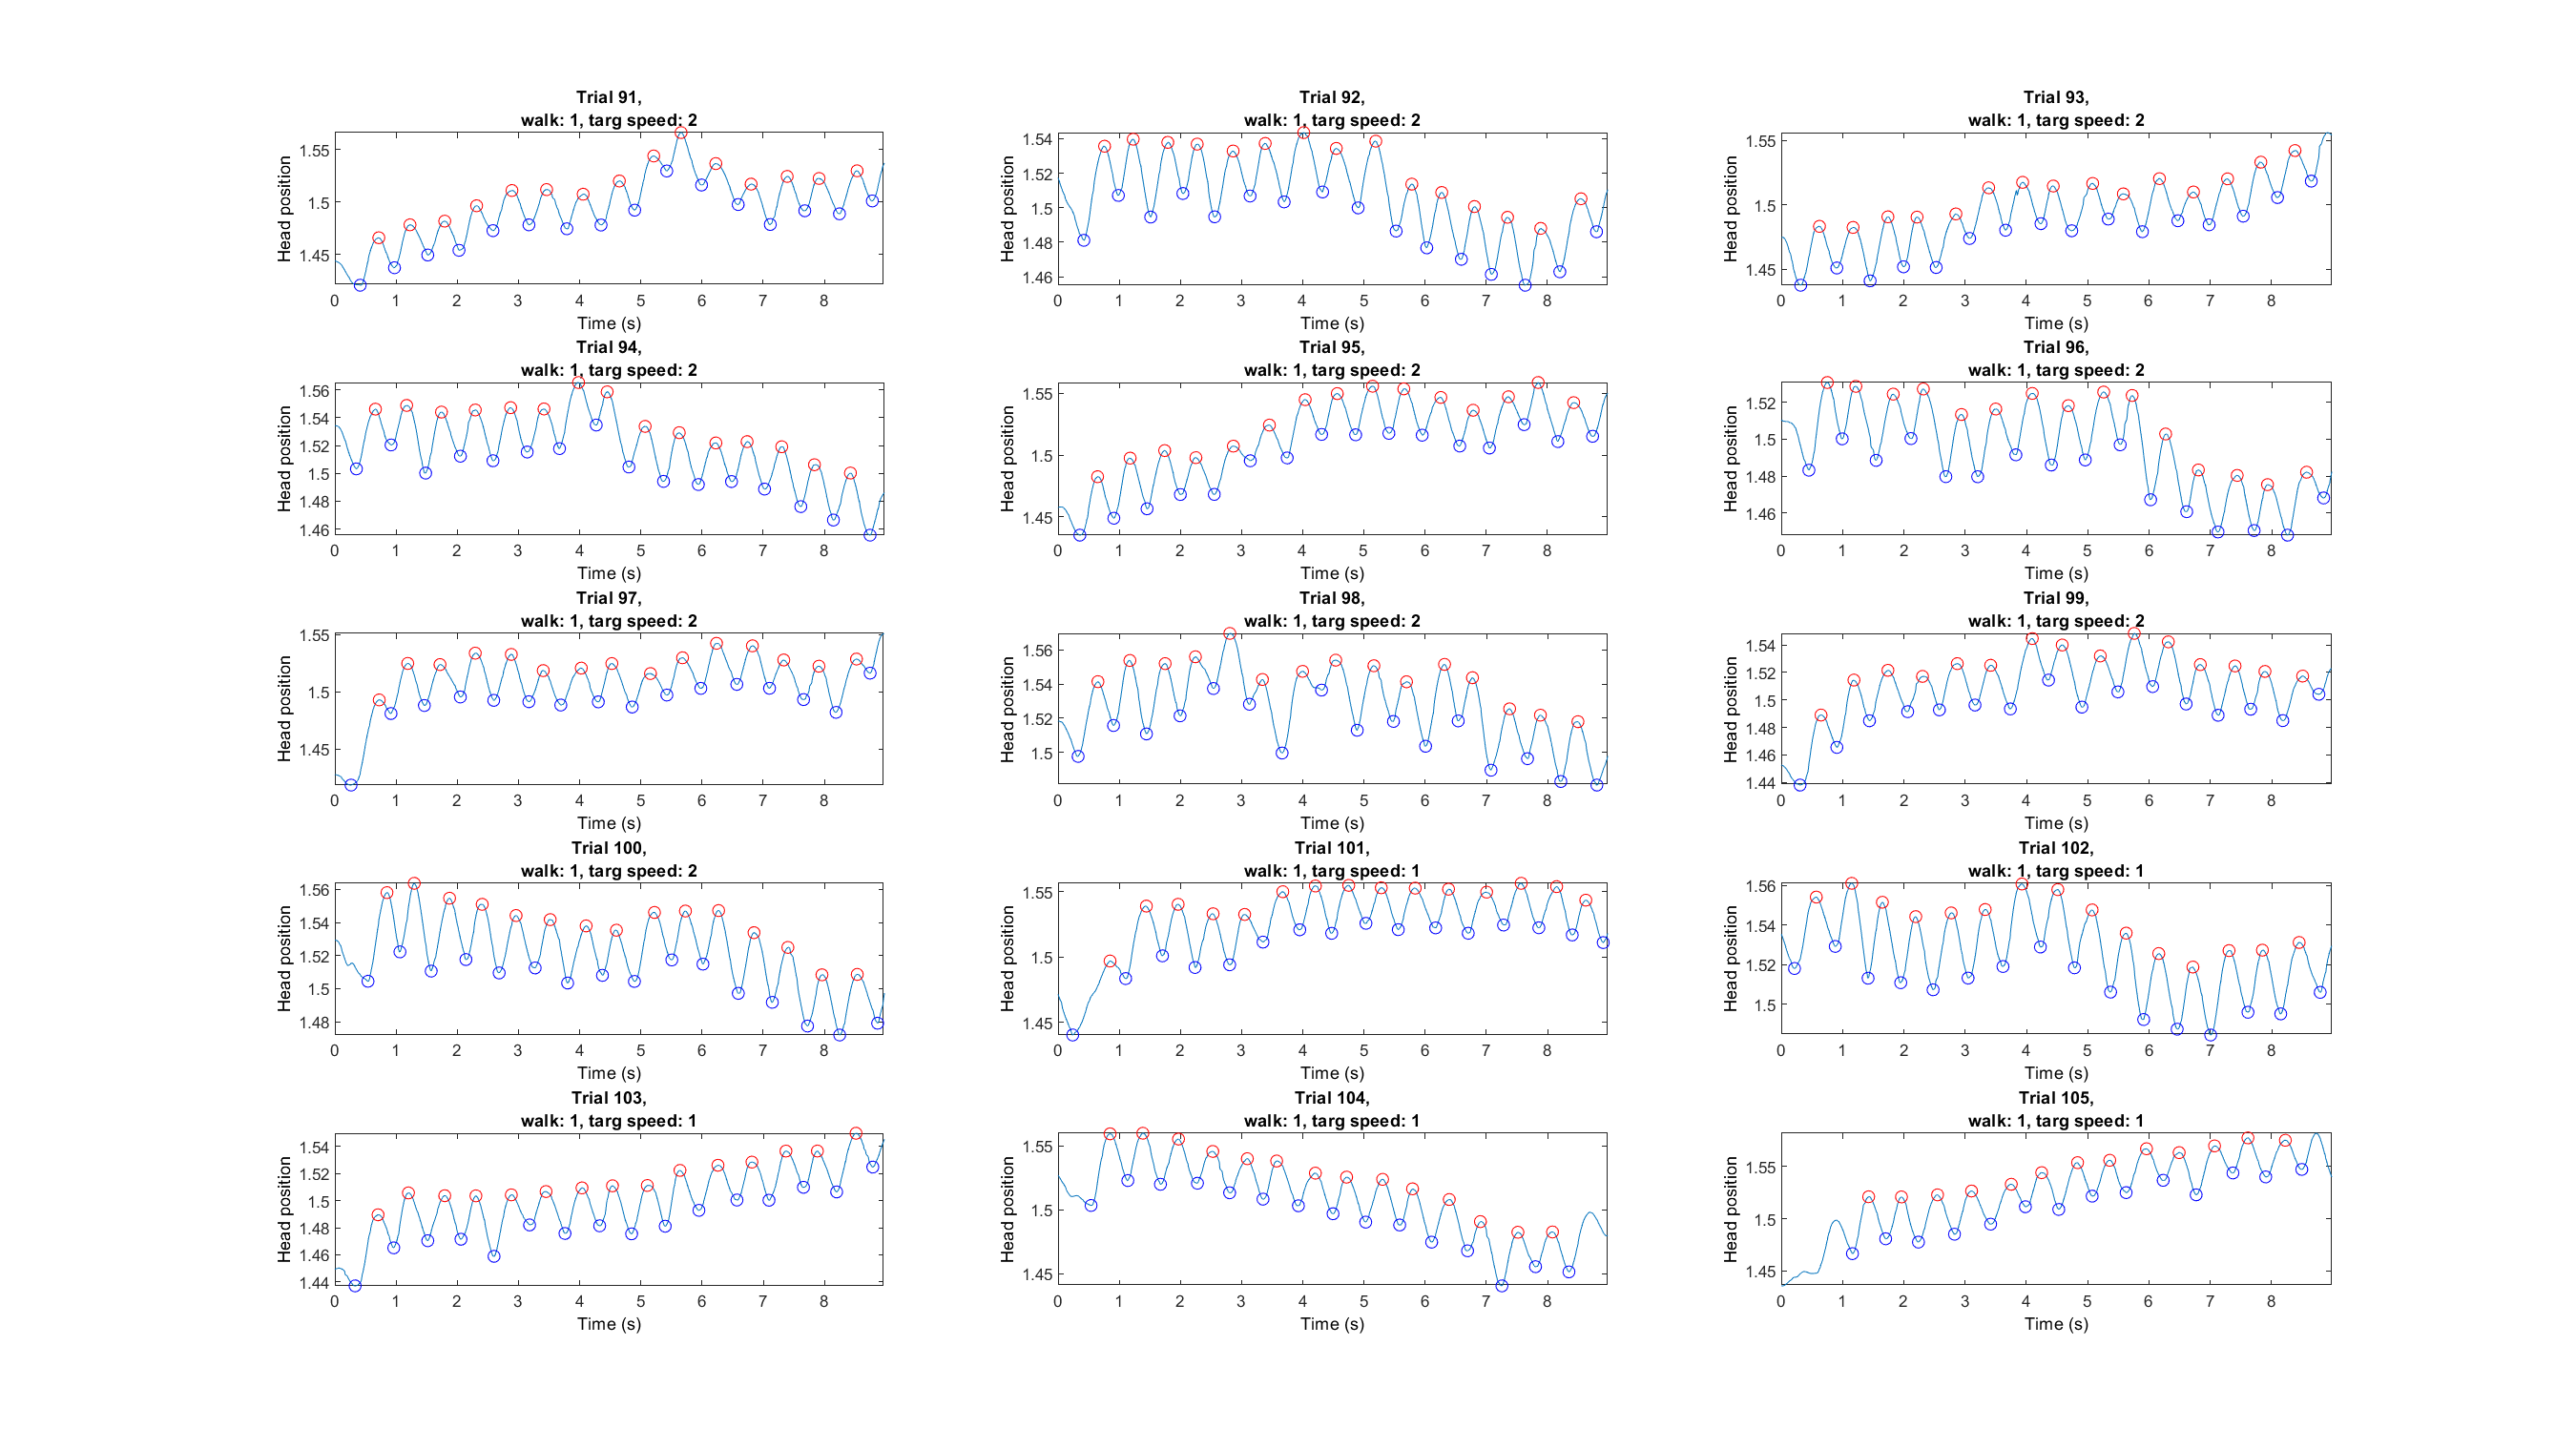 Trial 91,
walk: 1, targ speed: 2
Head position
1.55
1.5
1.45
0 1 2 3 4 5 6 7 8
Time (s)
Trial 92,
walk: 1, targ speed: 2
Head position
1.54
1.52
1.5
1.48
1.46
0 1 2 3 4 5 6 7 8
Time (s)
Trial 93,
walk: 1, targ speed: 2
Head position
1.55
1.5
1.45
0 1 2 3 4 5 6 7 8
Time (s)
Trial 94,
walk: 1, targ speed: 2
Head position
1.56
1.54
1.52
1.5
1.48
1.46
0 1 2 3 4 5 6 7 8
Time (s)
Trial 95,
walk: 1, targ speed: 2
Head position
1.55
1.5
1.45
0 1 2 3 4 5 6 7 8
Time (s)
Trial 96,
walk: 1, targ speed: 2
Head position
1.52
1.5
1.48
1.46
0 1 2 3 4 5 6 7 8
Time (s)
Trial 97,
walk: 1, targ speed: 2
Head position
1.55
1.5
1.45
0 1 2 3 4 5 6 7 8
Time (s)
Trial 98,
walk: 1, targ speed: 2
Head position
1.56
1.54
1.52
1.5
0 1 2 3 4 5 6 7 8
Time (s)
Trial 99,
walk: 1, targ speed: 2
Head position
1.54
1.52
1.5
1.48
1.46
1.44
0 1 2 3 4 5 6 7 8
Time (s)
Trial 100,
walk: 1, targ speed: 2
Head position
1.56
1.54
1.52
1.5
1.48
0 1 2 3 4 5 6 7 8
Time (s)
Trial 101,
walk: 1, targ speed: 1
Head position
1.55
1.5
1.45
0 1 2 3 4 5 6 7 8
Time (s)
Trial 102,
walk: 1, targ speed: 1
Head position
1.56
1.54
1.52
1.5
0 1 2 3 4 5 6 7 8
Time (s)
Trial 103,
walk: 1, targ speed: 1
Head position
1.54
1.52
1.5
1.48
1.46
1.44
0 1 2 3 4 5 6 7 8
Time (s)
Trial 104,
walk: 1, targ speed: 1
Head position
1.55
1.5
1.45
0 1 2 3 4 5 6 7 8
Time (s)
Trial 105,
walk: 1, targ speed: 1
Head position
1.55
1.5
1.45
0 1 2 3 4 5 6 7 8
Time (s)